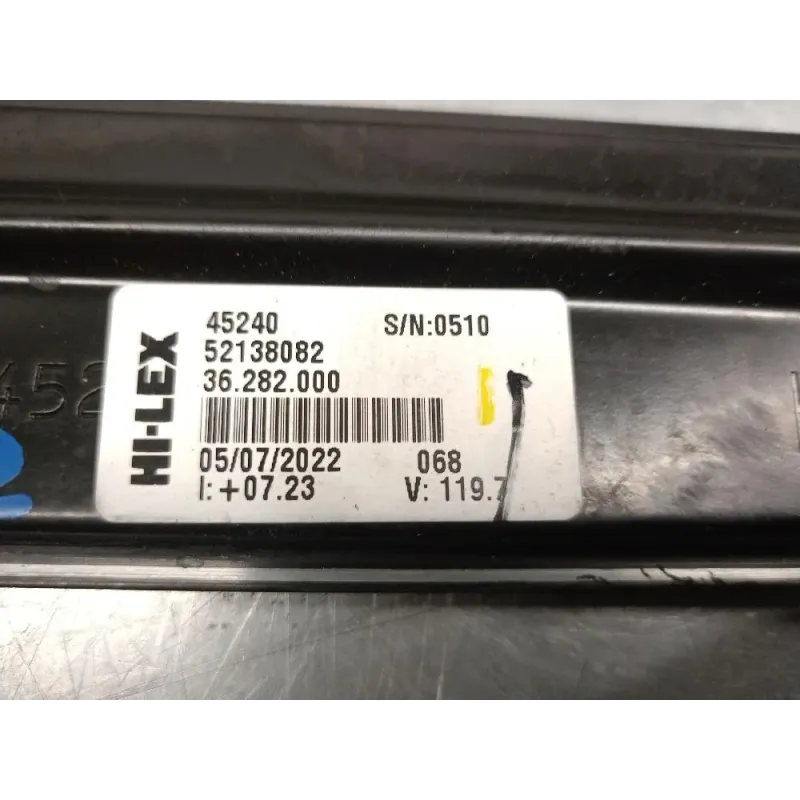 HI-LEX
45240 S/N:0510
52138082
36.282.000
05/07/2022 068
I: +07.23 V: 119.7